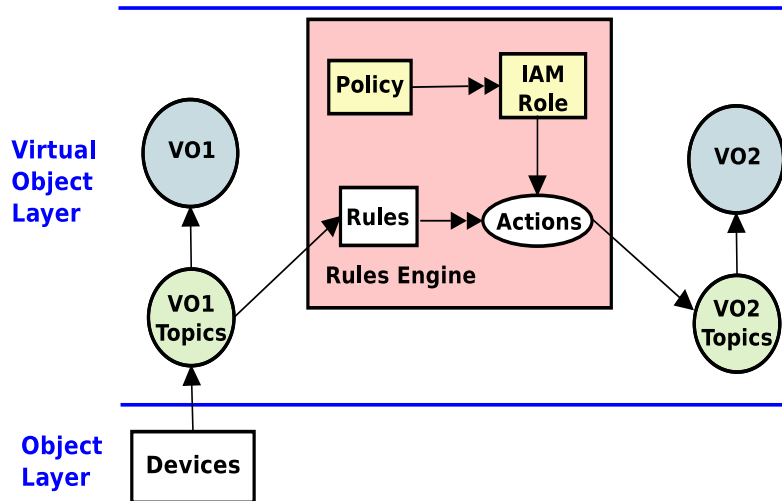 Policy
IAM
Role
Virtual
Object
Layer
VO1
VO2
Rules
Actions
Rules Engine
VO1
Topics
VO2
Topics
Object
Layer
Devices